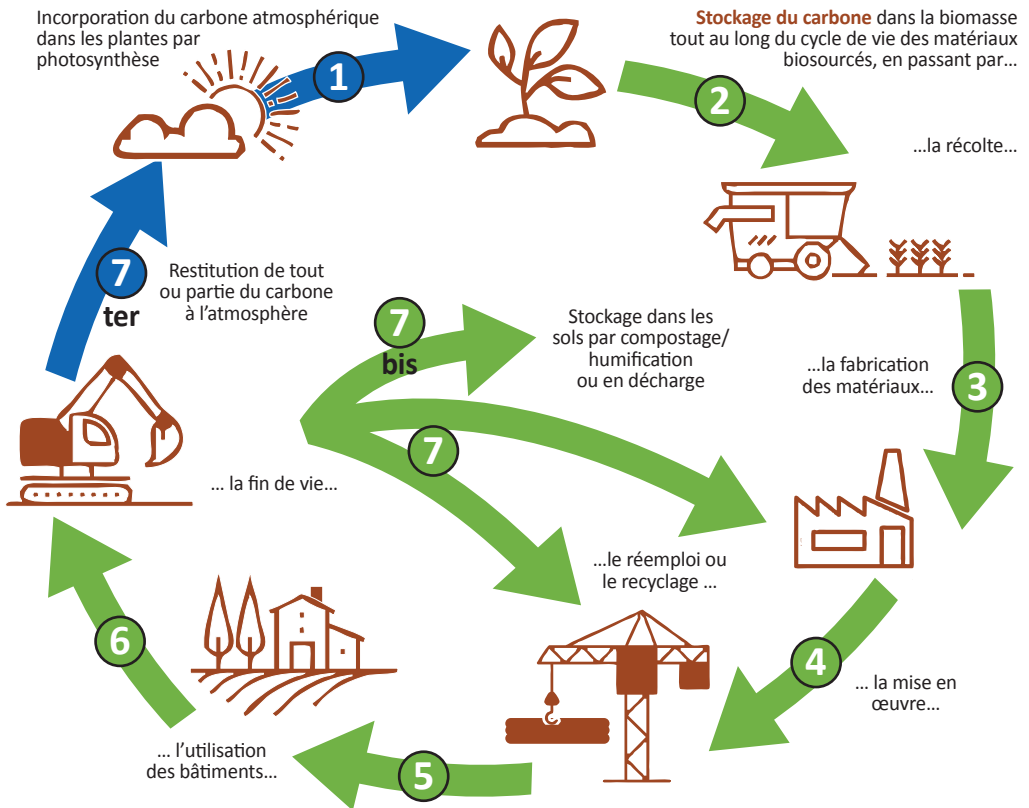 Incorporation du carbone atmosphérique
dans les plantes par
photosynthèse
1
Stockage du carbone dans la biomasse
tout au long du cycle de vie des matériaux
biosourcés, en passant par...
2
...la récolte...
7
ter
Restitution de tout
ou partie du carbone
à l’atmosphère
7
bis
Stockage dans les
sols par compostage/
humification
ou en décharge
...la fabrication
des matériaux...
3
7
... la fin de vie...
...le réemploi ou
le recyclage ...
6
4
... la mise en
œuvre...
... l’utilisation
des bâtiments...
5